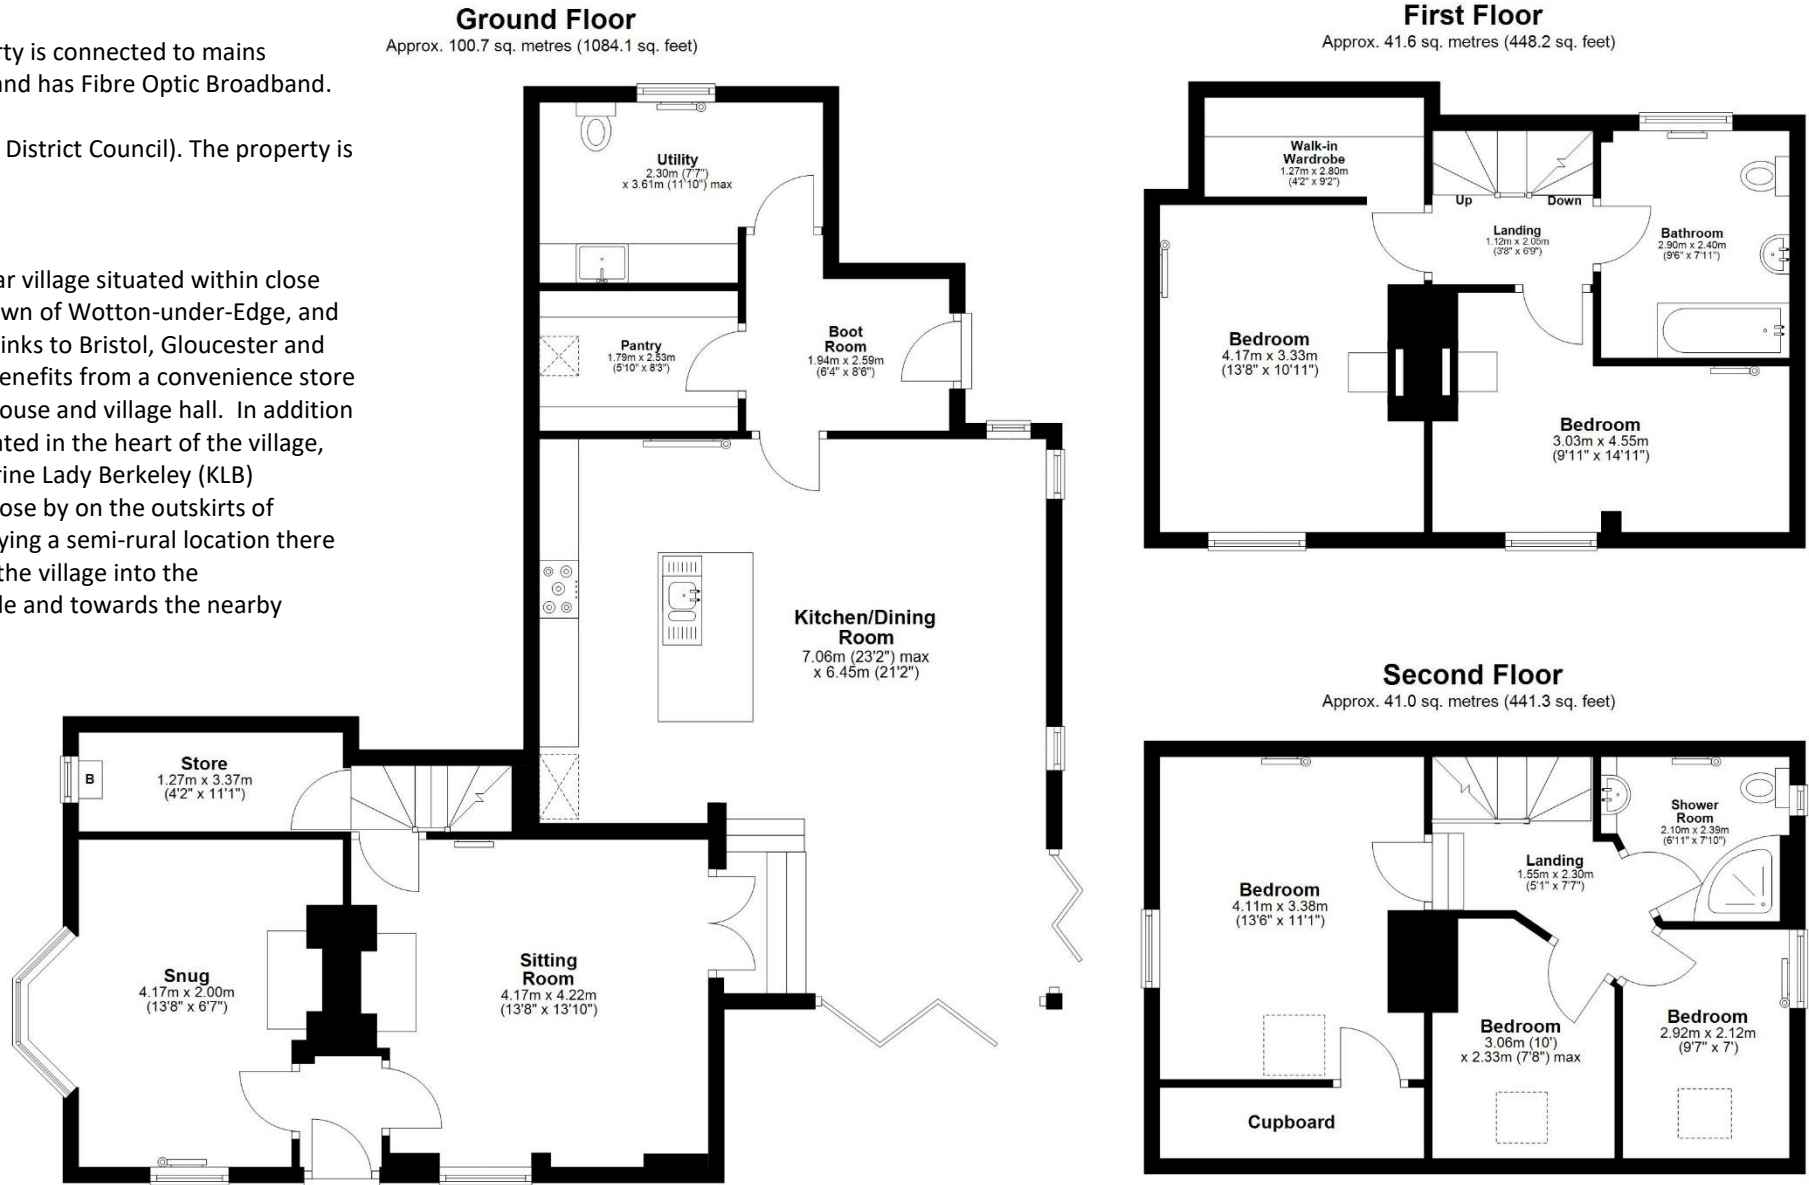 rty is connected to mains
and has Fibre Optic Broadband.
District Council). The property is
ar village situated within close
wn of Wotton-under-Edge, and
links to Bristol, Gloucester and
benefits from a convenience store
ouse and village hall. In addition
ated in the heart of the village,
rine Lady Berkeley (KLB)
ose by on the outskirts of
ying a semi-rural location there
the village into the
de and towards the nearby
Ground Floor
Approx. 100.7 sq. metres (1084.1 sq. feet)
Utility
2.30m (7'7")
x 3.61m (11'10") max
Pantry
1.79m x 2.53m
(5'10" x 8'3")
Boot
Room
1.94m x 2.59m
(6'4" x 8'6")
Kitchen/Dining
Room
7.06m (23'2") max
x 6.45m (21'2")
Store
1.27m x 3.37m
(4'2" x 11'1")
B
Snug
4.17m x 2.00m
(13'8" x 6'7")
Sitting
Room
4.17m x 4.22m
(13'8" x 13'10")
First Floor
Approx. 41.6 sq. metres (448.2 sq. feet)
Walk-in
Wardrobe
1.27m x 2.80m
(4'2" x 9'2")
Up
Down
Landing
1.12m x 2.05m
(3'8" x 6'9")
Bathroom
2.90m x 2.40m
(9'6" x 7'11")
Bedroom
4.17m x 3.33m
(13'8" x 10'11")
Bedroom
3.03m x 4.55m
(9'11" x 14'11")
Second Floor
Approx. 41.0 sq. metres (441.3 sq. feet)
Shower
Room
2.10m x 2.39m
(6'11" x 7'10")
Landing
1.55m x 2.30m
(5'1" x 7'7")
Bedroom
4.11m x 3.38m
(13'6" x 11'1")
Bedroom
3.06m (10')
x 2.33m (7'8") max
Bedroom
2.92m x 2.12m
(9'7" x 7')
Cupboard